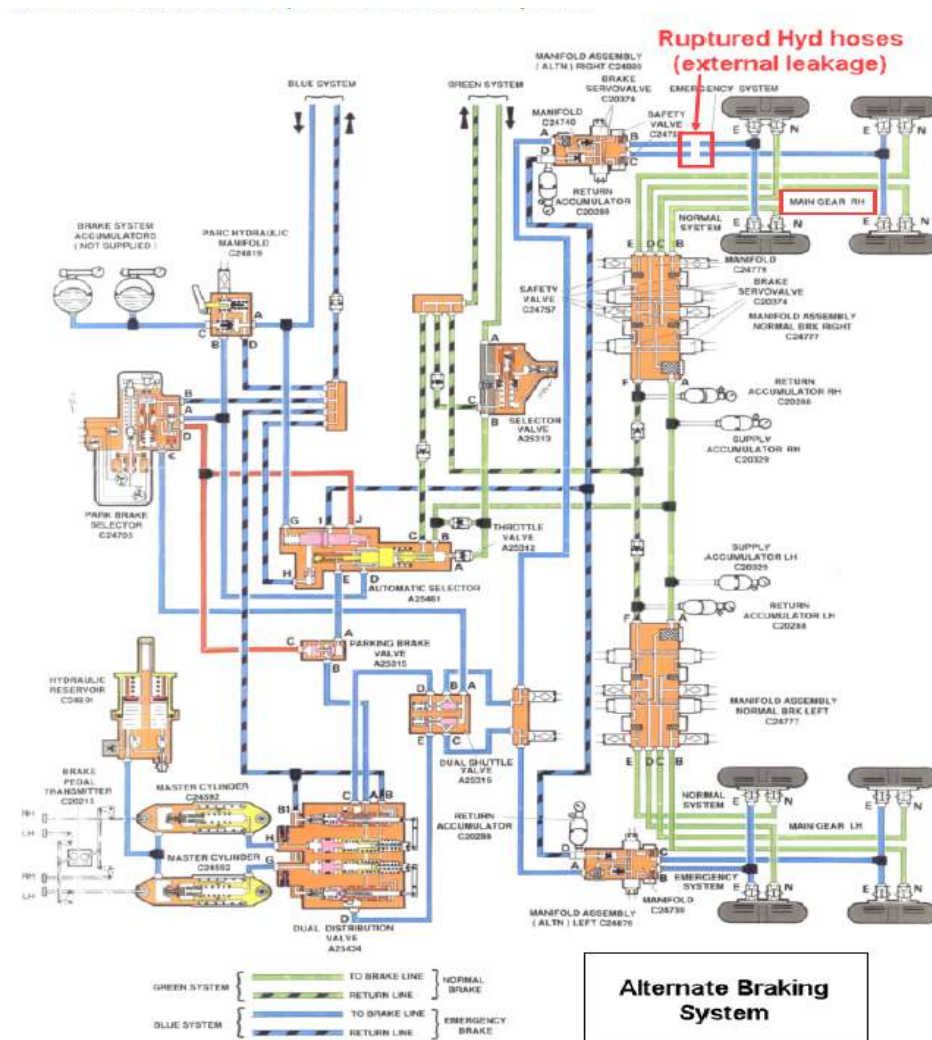 Ruptured Hyd hoses
(external leakage)
MANIFOLD ASSEMBLY
(ALTN) RIGHT
BRAKE
SERVOVALVE
C20374
EMERGENCY
SYSTEM
BLUE SYSTEM
GREEN SYSTEM
MANIFOLD
C24740
SAFETY
VALVE
A
B
D
C
E
N
E
N
RETURN
ACCUMULATOR
MAIN GEAR RH
E
N
E
N
NORMAL
SYSTEM
E
D
C
B
BRAKE SYSTEM
ACCUMULATORS
(NOT SUPPLIED)
PARC HYDRAULIC
MANIFOLD
C24819
C
A
B
D
MANIFOLD
C24779
BRAKE
SERVOVALVE
C20374
SAFETY
VALVE
C24757
MANIFOLD ASSEMBLY
NORMAL BRK RIGHT
C24777
A
C
B
SELECTOR
VALVE
A25313
F
A
RETURN
ACCUMULATOR RH
SUPPLY
ACCUMULATOR RH
C20329
B
A
D
PARK BRAKE
SELECTOR
G
I
J
C
B
A
THROTTLE
VALVE
A25312
H
E
D
AUTOMATIC SELECTOR
A25461
SUPPLY
ACCUMULATOR LH
C20329
RETURN
ACCUMULATOR LH
C20288
C
A
B
PARKING BRAKE
VALVE
A25315
F
A
HYDRAULIC
RESERVOIR
D
B
A
E
C
DUAL SHUTTLE
VALVE
A25316
MANIFOLD ASSEMBLY
NORMAL BRK LEFT
C24777
E
D
C
B
BRAKE
PEDAL
TRANSMITTER
MASTER CYLINDER
C24592
RH
LH
MASTER CYLINDER
C24592
RH
LH
B1
C
A
B
H
G
D
DUAL DISTRIBUTION
VALVE
A25434
RETURN
ACCUMULATOR
C20288
D
A
C
B
NORMAL
SYSTEM
MAIN GEAR LH
E
N
E
N
EMERGENCY
SYSTEM
E
N
E
N
MANIFOLD
C24739
MANIFOLD ASSEMBLY
(ALTN) LEFT
GREEN SYSTEM
TO BRAKE LINE
RETURN LINE
NORMAL
BRAKE
BLUE SYSTEM
TO BRAKE LINE
RETURN LINE
EMERGENCY
BRAKE
Alternate Braking
System